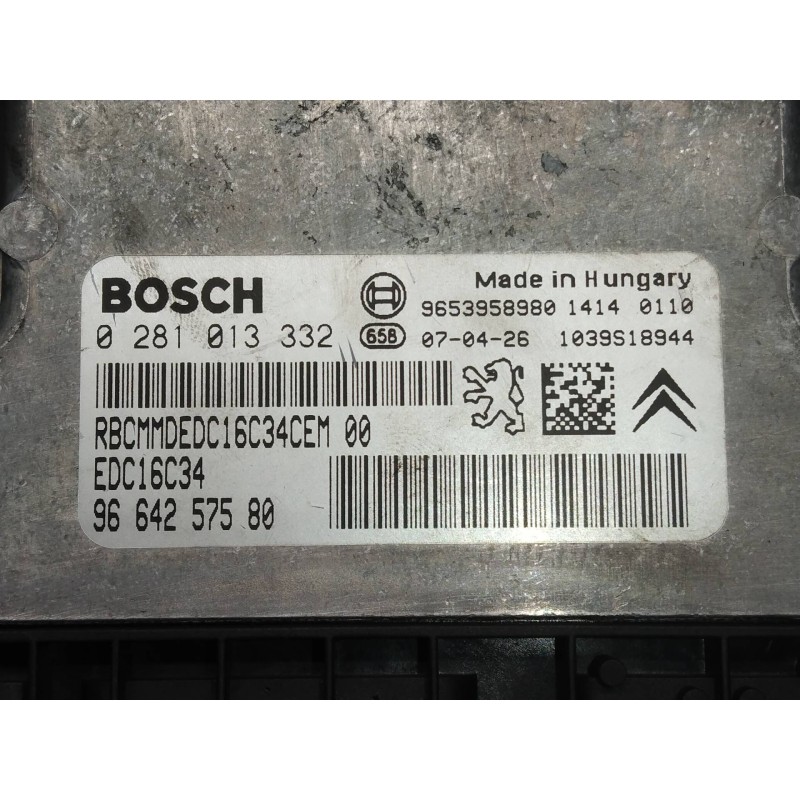 BOSCH
Made in Hungary
9653958980 1414 0110
0 281 013 332
658 07-04-26 1039S18944
RBCMMDEDC16C34CEM 00
EDC16C34
96 642 575 80